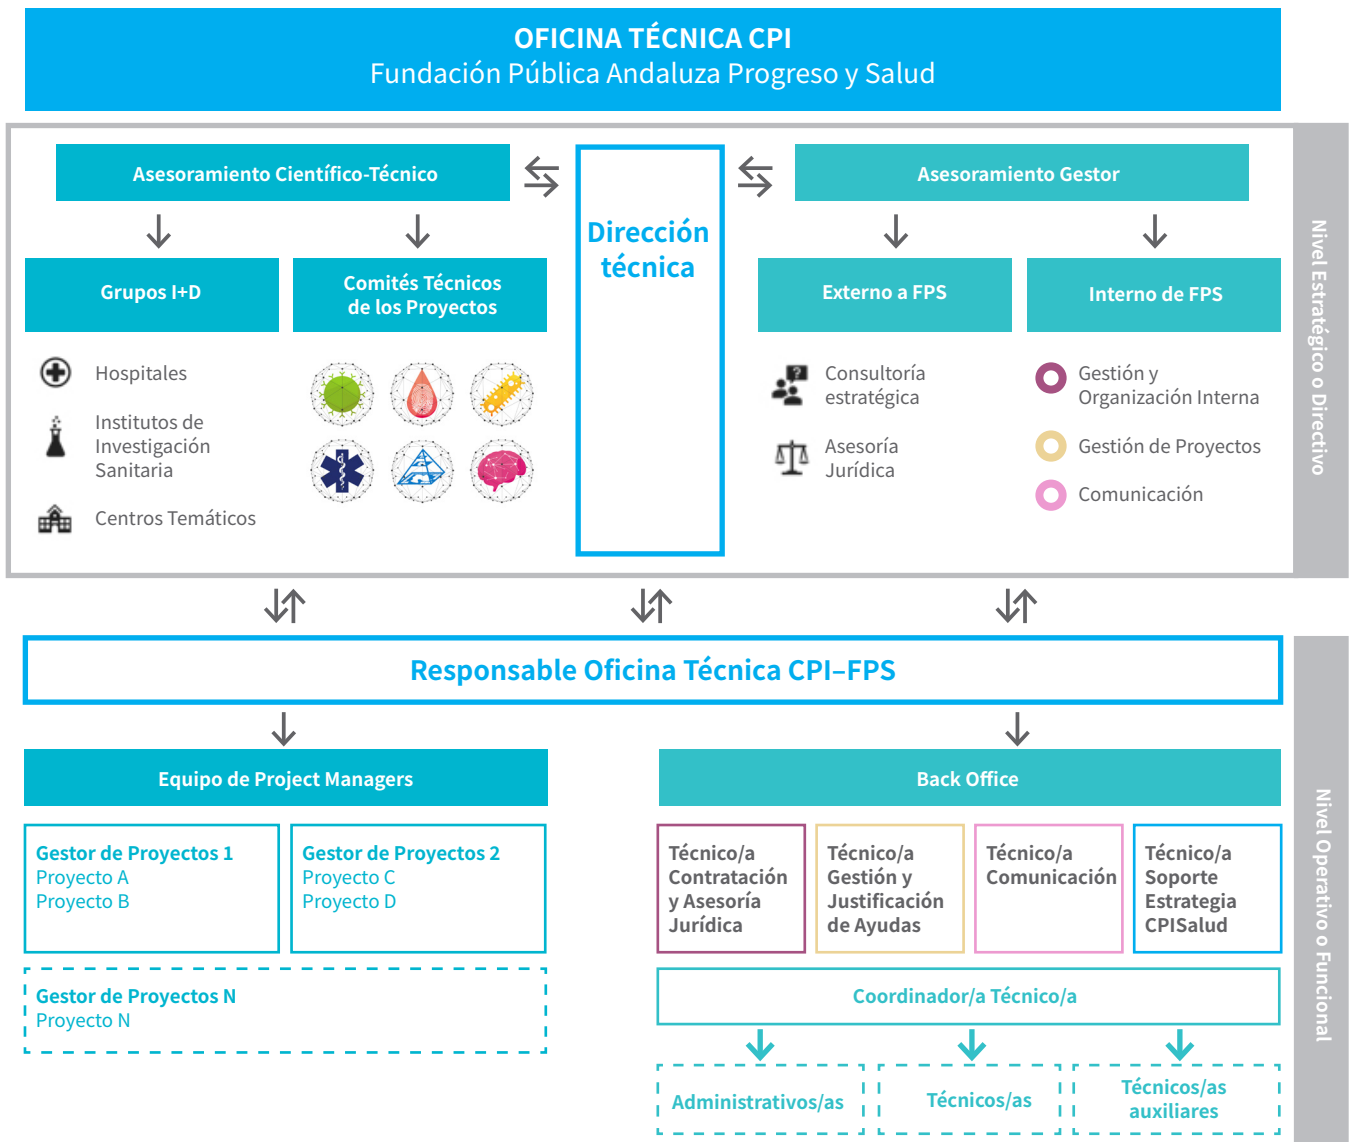 OFICINA TÉCNICA CPI
Fundación Pública Andaluza Progreso y Salud
Asesoramiento Científico-Técnico
Dirección
técnica
Asesoramiento Gestor
Grupos I+D
Comités Técnicos
de los Proyectos
Externo a FPS
Interno de FPS
Hospitales
Institutos de
Investigación
Sanitaria
Centros Temáticos
Consultoría
estratégica
Asesoría
Jurídica
Gestión y
Organización Interna
Gestión de Proyectos
Comunicación
Nivel Estratégico o Directivo
Responsable Oficina Técnica CPI–FPS
Equipo de Project Managers
Back Office
Gestor de Proyectos 1
Proyecto A
Proyecto B
Gestor de Proyectos 2
Proyecto C
Proyecto D
Gestor de Proyectos N
Proyecto N
Técnico/a
Contratación
y Asesoría
Jurídica
Técnico/a
Gestión y
Justificación
de Ayudas
Técnico/a
Comunicación
Técnico/a
Soporte
Estrategia
CPISalud
Coordinador/a Técnico/a
Administrativos/as
Técnicos/as
Técnicos/as
auxiliares
Nivel Operativo o Funcional